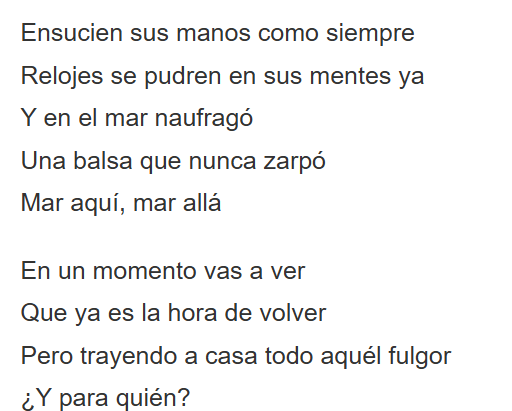 Ensucien sus manos como siempre
Relojes se pudren en sus mentes ya
Y en el mar naufragó
Una balsa que nunca zarpó
Mar aquí, mar allá
En un momento vas a ver
Que ya es la hora de volver
Pero trayendo a casa todo aquél fulgor
¿Y para quién?